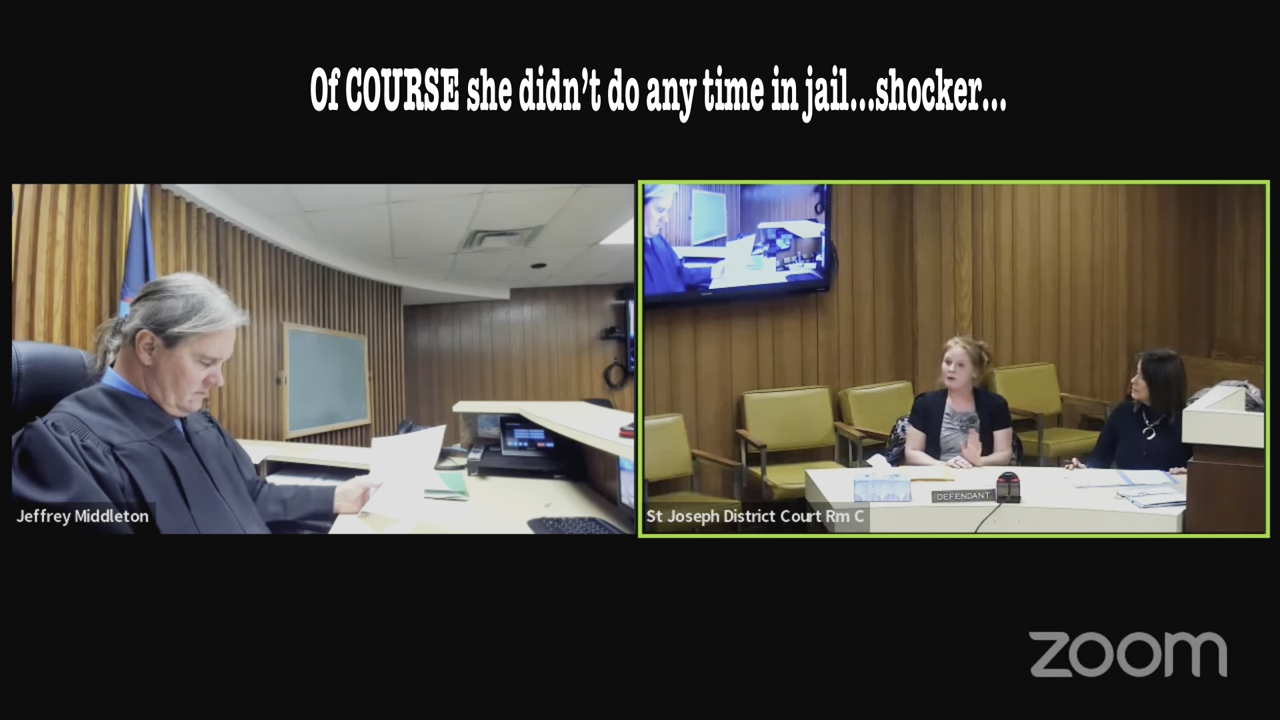 Of COURSE she didn't do any time in jail...shocker...
Jeffrey Middleton
DEFENDANT
St Joseph District Court Rm C
zoom